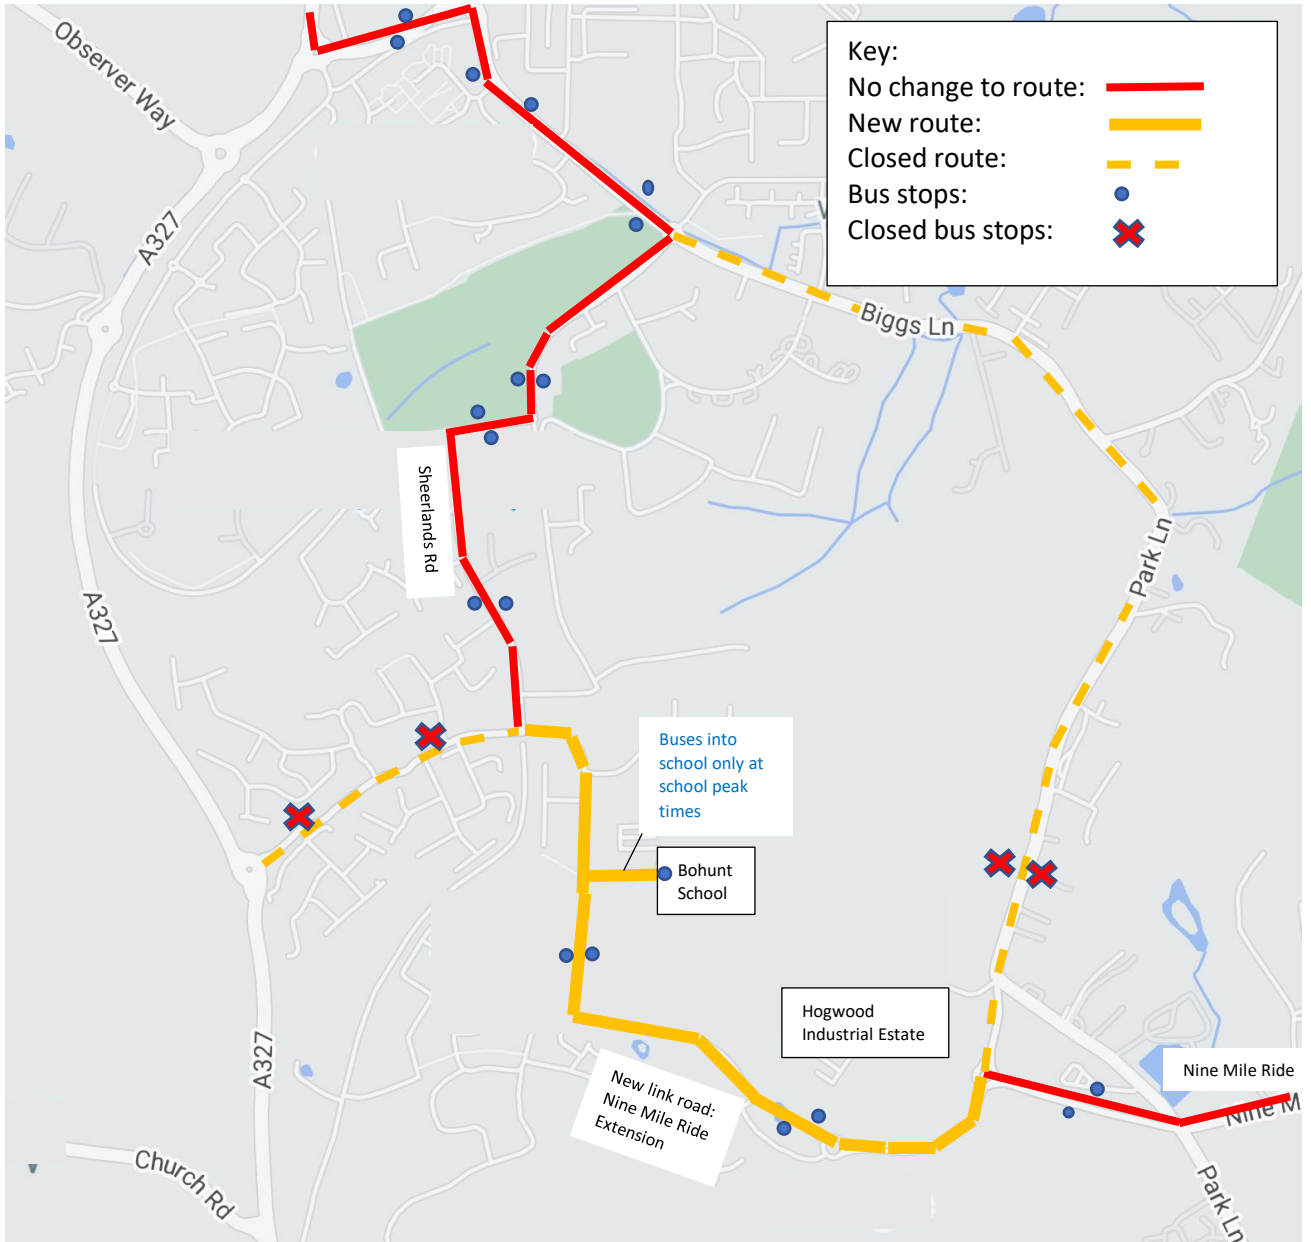 Observer Way
Key:
No change to route:
New route:
Closed route:
Bus stops:
Closed bus stops:
A327
Biggs Ln
Sheerlands Rd
Park Ln
A327
Buses into
school only at
school peak
times
Bohunt
School
Hogwood
Industrial Estate
A327
New link road:
Nine Mile Ride
Extension
Nine Mile Ride
Nine M
Church Rd
Park Ln